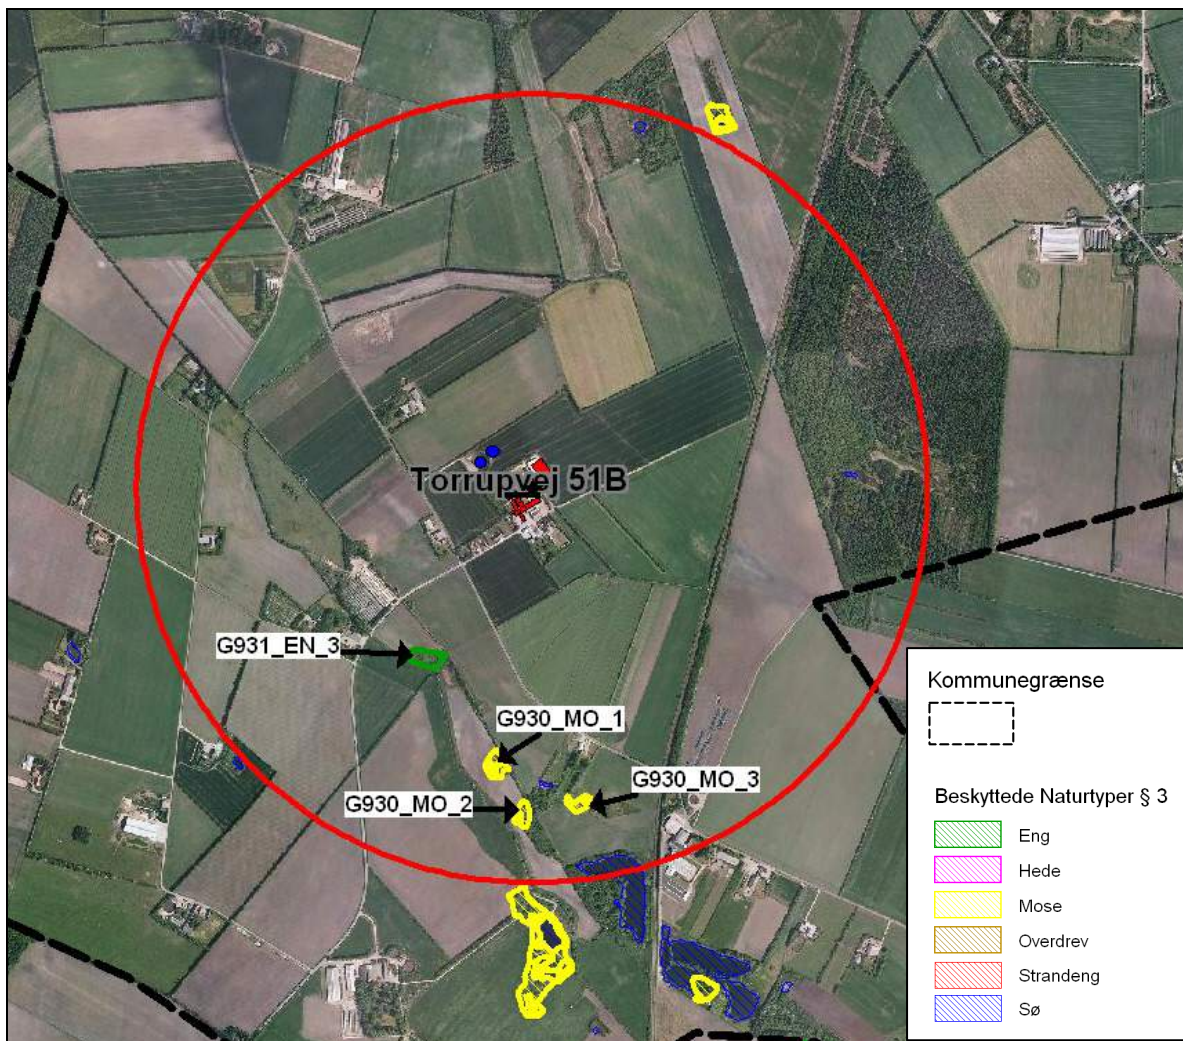 Torrupvej 51B
G931_EN_3
G930_MO_1
G930_MO_3
G930_MO_2
Kommunegrænse
Beskyttede Naturtyper § 3
Eng
Hede
Mose
Overdrev
Strandeng
Sø